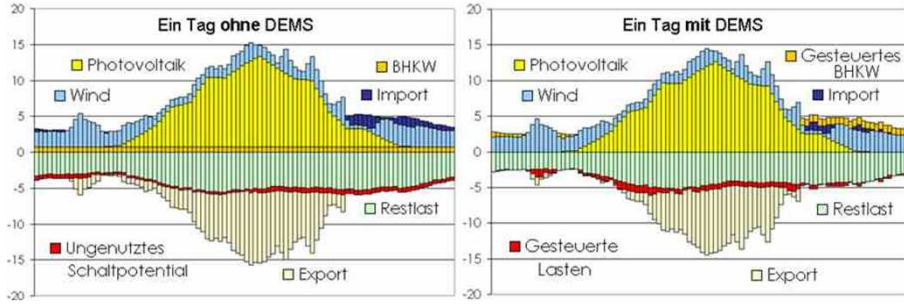 Ein Tag ohne DEMS
20
15
10
5
0
-5
-10
-15
-20
Photovoltaik
BHKW
Wind
Import
Restlast
Ungenutztes
Schaltpotential
Export
Ein Tag mit DEMS
20
15
10
5
0
-5
-10
-15
-20
Photovoltaik
Gesteuertes
BHKW
Wind
Import
Restlast
Gesteuerte
Lasten
Export